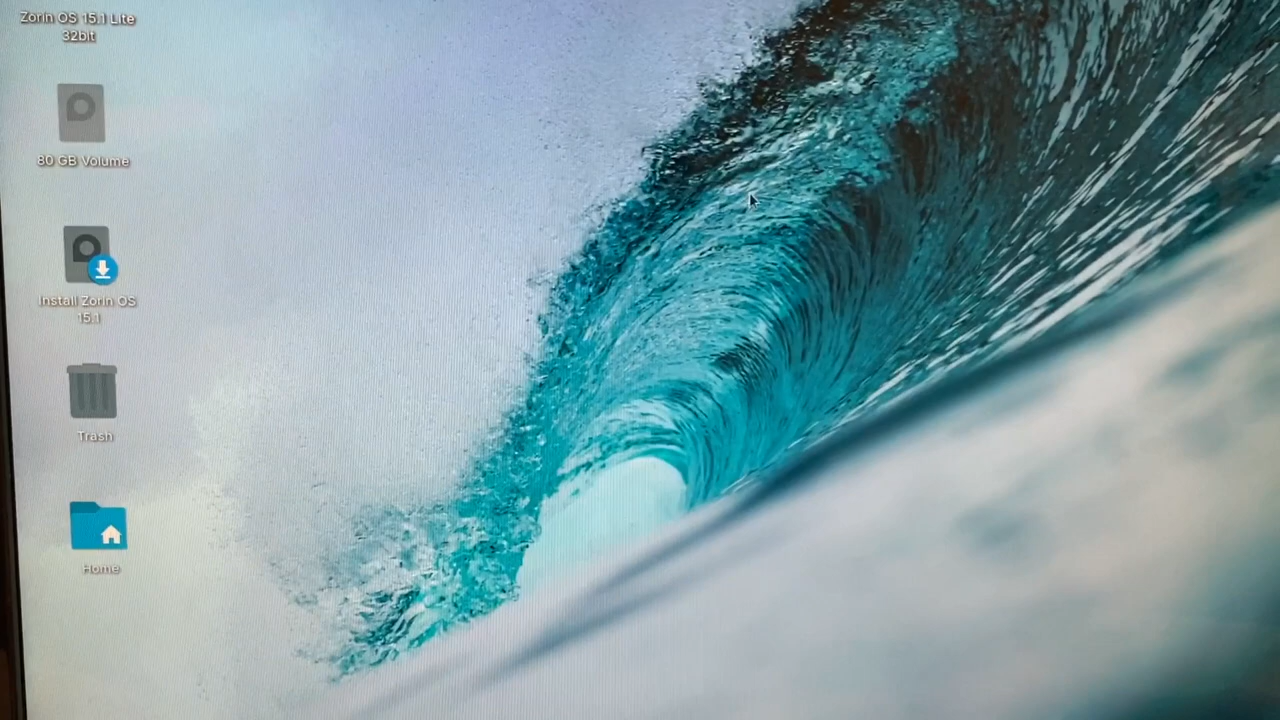 Zorin OS 15.1 Lite
32bit
80 GB Volume
Install Zorin OS
15.1
Trash
Home